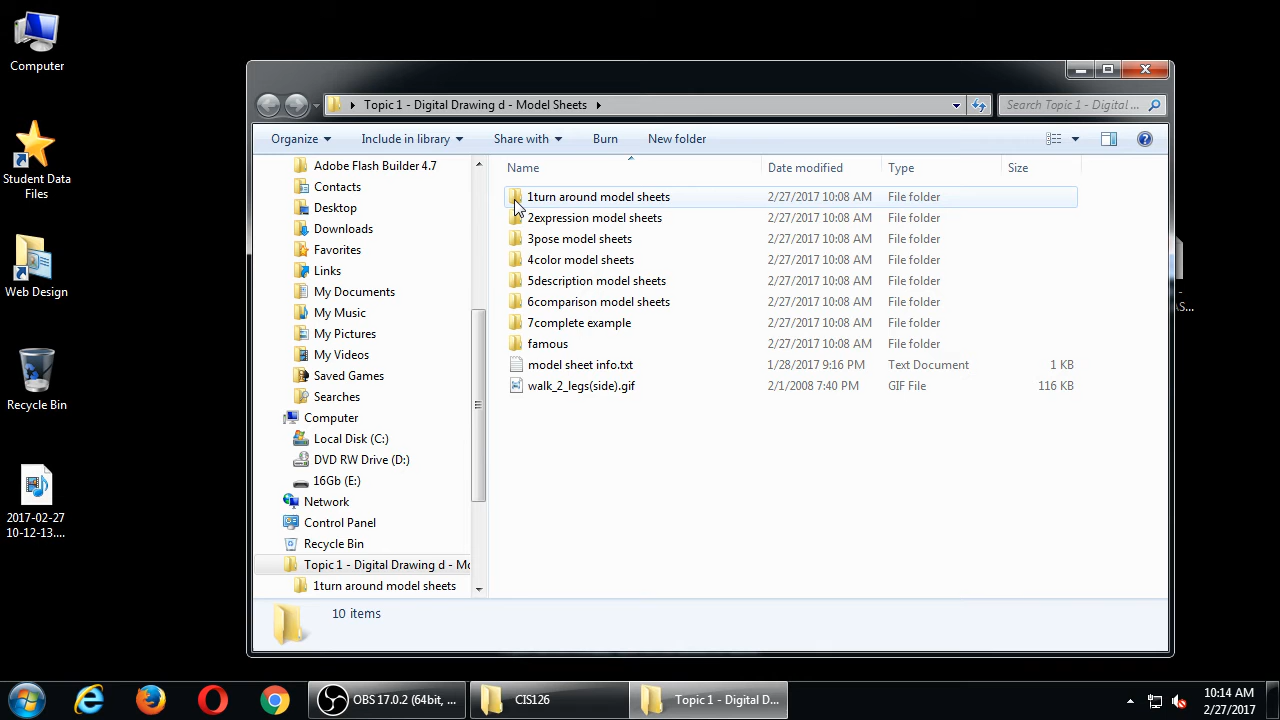 Computer
Student Data
Files
Web Design
Recycle Bin
2017-02-27
10-12-13....
Topic 1 - Digital Drawing d - Model Sheets
Search Topic 1 - Digital ...
Organize
Include in library
Share with
Burn
New folder
Adobe Flash Builder 4.7
Contacts
Desktop
Downloads
Favorites
Links
My Documents
My Music
My Pictures
My Videos
Saved Games
Searches
Computer
Local Disk (C:)
DVD RW Drive (D:)
16Gb (E:)
Network
Control Panel
Recycle Bin
Topic 1 - Digital Drawing d - Mo
1turn around model sheets
Name Date modified Type Size
1turn around model sheets 2/27/2017 10:08 AM File folder
2expression model sheets 2/27/2017 10:08 AM File folder
3pose model sheets 2/27/2017 10:08 AM File folder
4color model sheets 2/27/2017 10:08 AM File folder
5description model sheets 2/27/2017 10:08 AM File folder
6comparison model sheets 2/27/2017 10:08 AM File folder
7complete example 2/27/2017 10:08 AM File folder
famous 2/27/2017 10:08 AM File folder
model sheet info.txt 1/28/2017 9:16 PM Text Document 1 KB
walk_2_legs(side).gif 2/1/2008 7:40 PM GIF File 116 KB
10 items
OBS 17.0.2 (64bit, ...
CIS126
Topic 1 - Digital D...
10:14 AM
2/27/2017